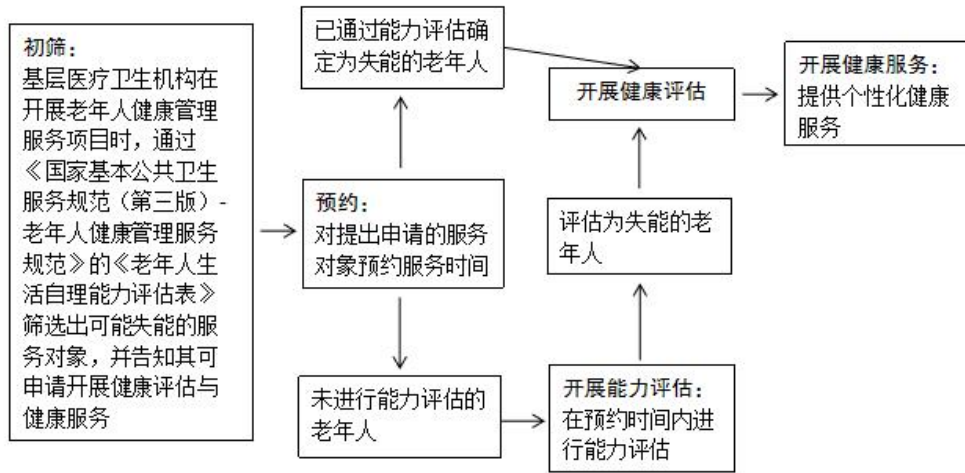 初筛：
基层医疗卫生机构在
开展老年人健康管理
服务项目时，通过
《国家基本公共卫生
服务规范（第三版）-
老年人健康管理服务
规范》的《老年人生
活自理能力评估表》
筛选出可能失能的服
务对象，并告知其可
申请开展健康评估与
健康服务
预约：
对提出申请的服务
对象预约服务时间
已通过能力评估确
定为失能的老年人
未进行能力评估的
老年人
开展能力评估：
在预约时间内进
行能力评估
评估为失能的老
年人
开展健康评估
开展健康服务：
提供个性化健康
服务